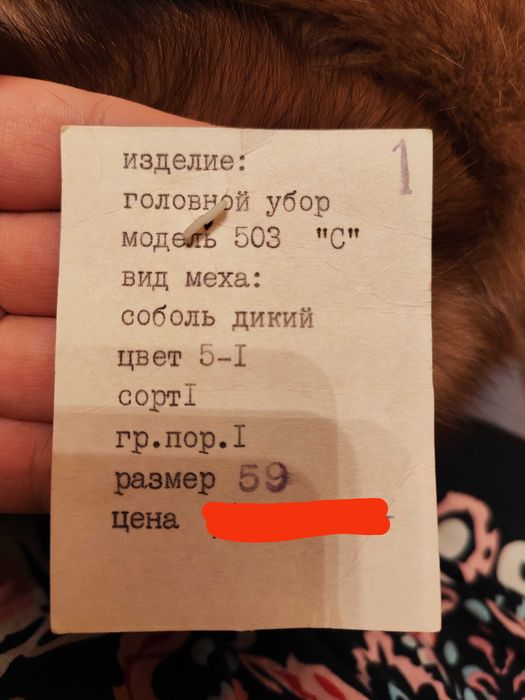 1
изделие:
головной убор
модель 503 "С"
вид меха:
соболь дикий
цвет 5-I
сортI
гр.пор.I
размер 59
цена